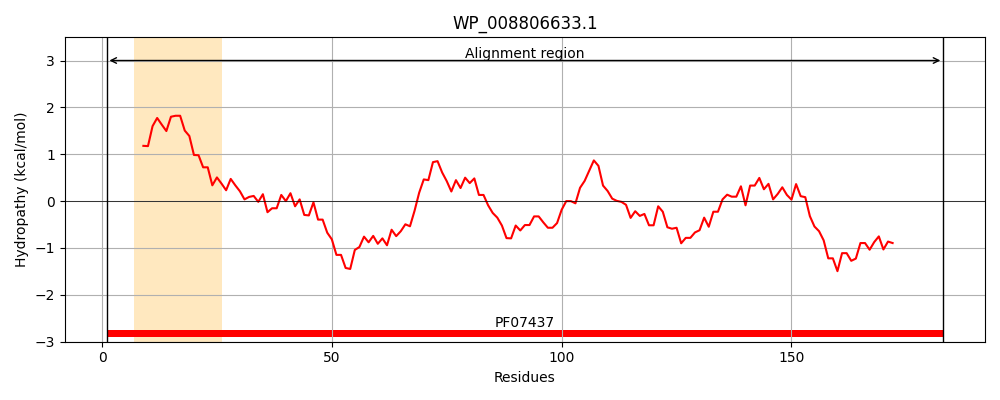 WP_008806633.1
Alignment region
3
2
1
0
−1
−2
−3
Hydropathy (kcal/mol)
PF07437
0
50
100
150
Residues